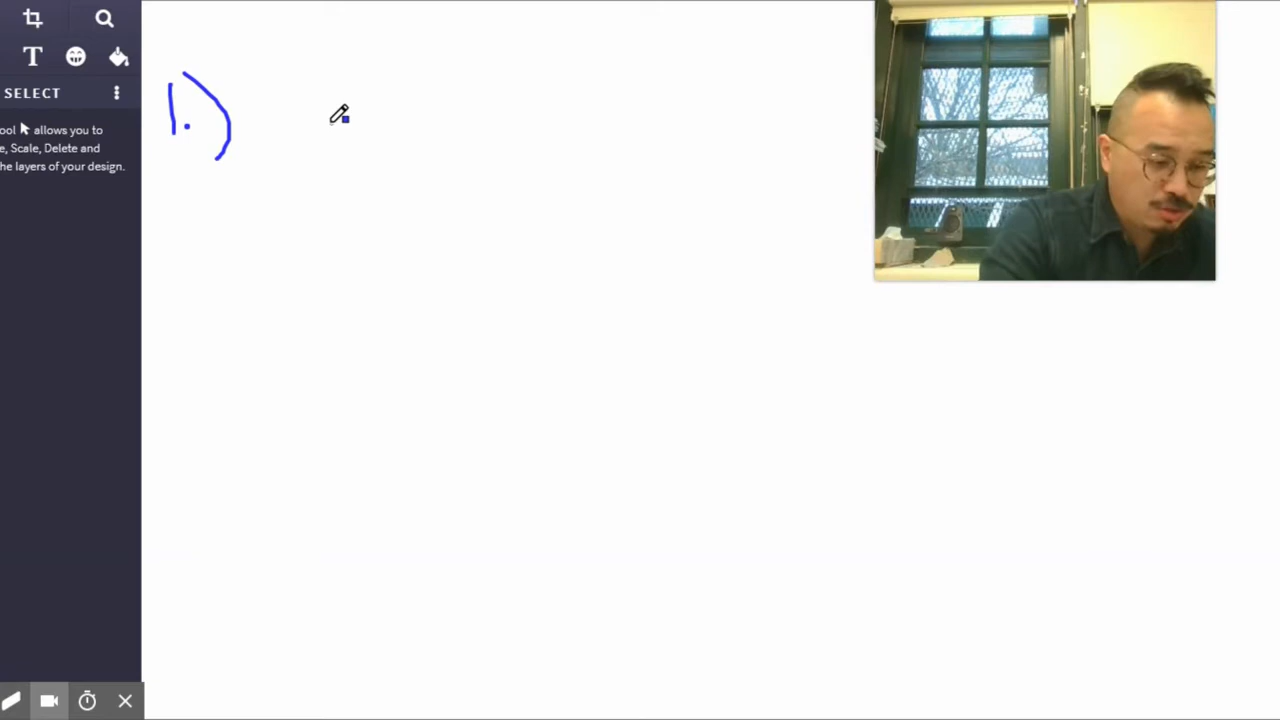 T
SELECT
ool allows you to
e, Scale, Delete and
he layers of your design.
1.)